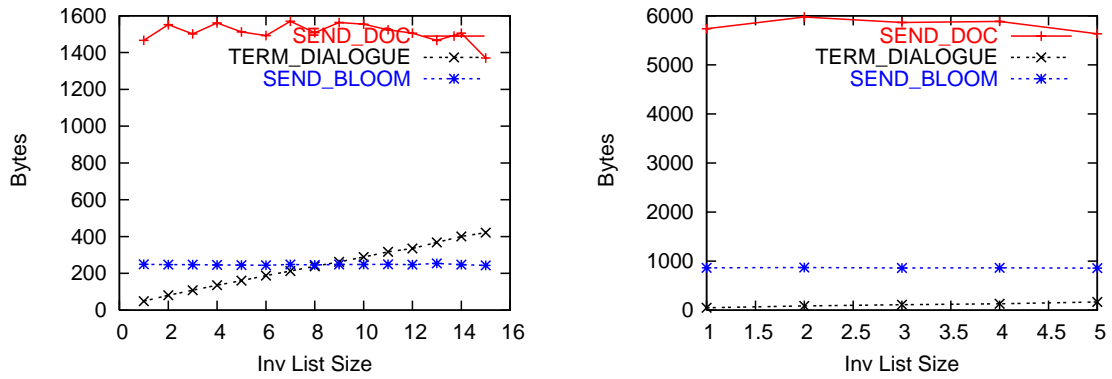 1600
1400
1200
1000
800
600
400
200
0
Bytes
SEND_DOC
TERM_DIALOGUE
SEND_BLOOM
0 2 4 6 8 10 12 14 16
Inv List Size
6000
5000
4000
3000
2000
1000
0
Bytes
SEND_DOC
TERM_DIALOGUE
SEND_BLOOM
1 1.5 2 2.5 3 3.5 4 4.5 5
Inv List Size